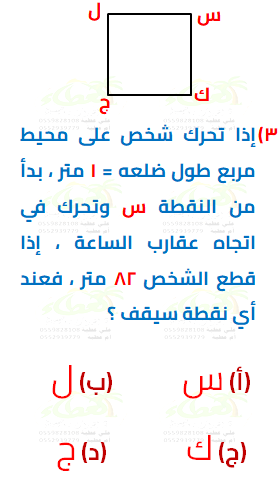 ل
س
ج
ك
٣) إذا تحرك شخص على محيط
مربع طول ضلعه = ١ متر ، بدأ
من النقطة س وتحرك في
اتجاه عقارب الساعة ، إذا
قطع الشخص ٨٢ متر ، فعند
أي نقطة سيقف ؟
(أ) س (ب) ل
(ج) ك (د) ج